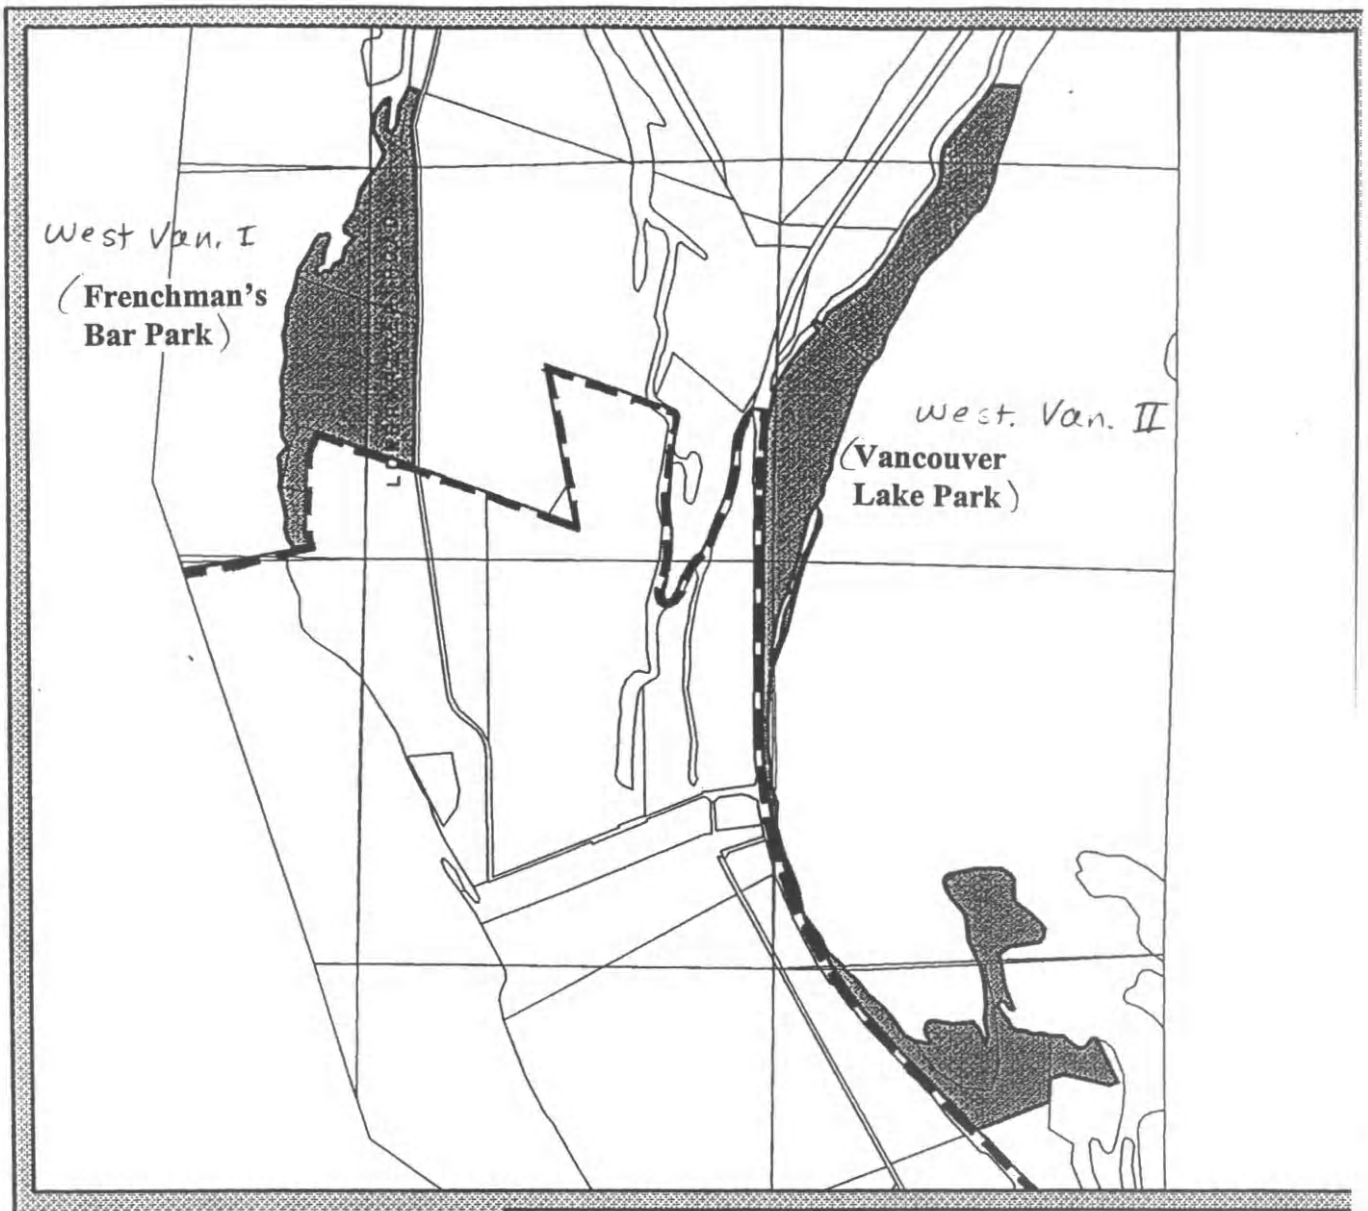 West Van. I
(Frenchman's
Bar Park)
West. Van. II
(Vancouver
Lake Park)